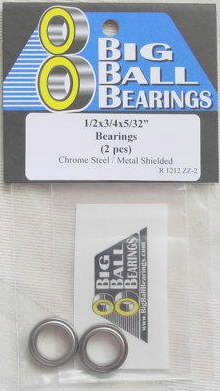 BIG
BALL
BEARINGS
1/2x3/4x5/32"
Bearings
(2 pcs)
Chrome Steel / Metal Shielded
R 1212 ZZ-2
BIG
BALL
BEARINGS
www.BigBallBearings.com